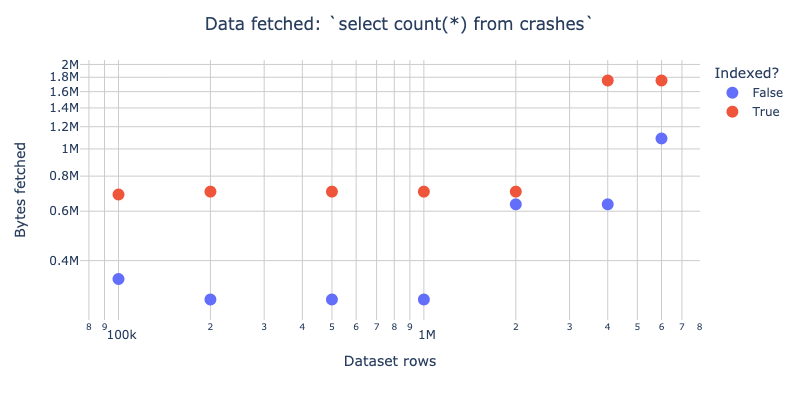 Data fetched: `select count(*) from crashes`
Indexed?
False
True
Bytes fetched
2M
1.8M
1.6M
1.4M
1.2M
1M
0.8M
0.6M
0.4M
8 9 100k 2 3 4 5 6 7 8 9 1M 2 3 4 5 6 7 8
Dataset rows